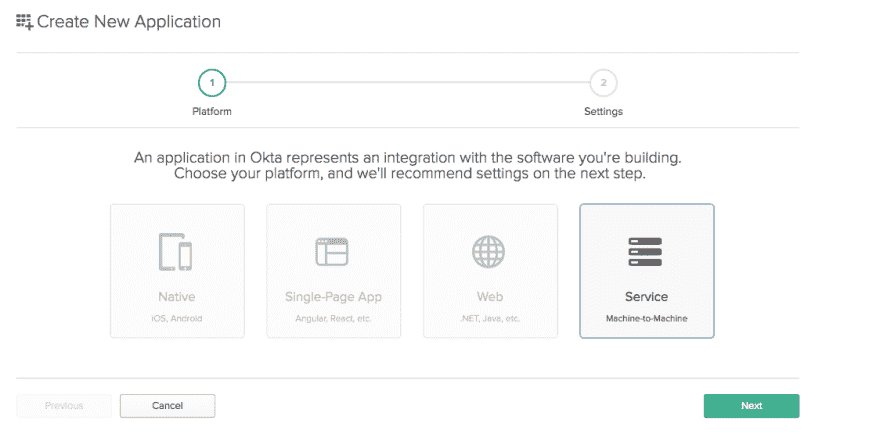 Create New Application
1
2
Platform
Settings
An application in Okta represents an integration with the software you're building.
Choose your platform, and we'll recommend settings on the next step.
Native
iOS, Android
Single-Page App
Angular, React, etc.
Web
.NET, Java, etc.
Service
Machine-to-Machine
Previous
Cancel
Next